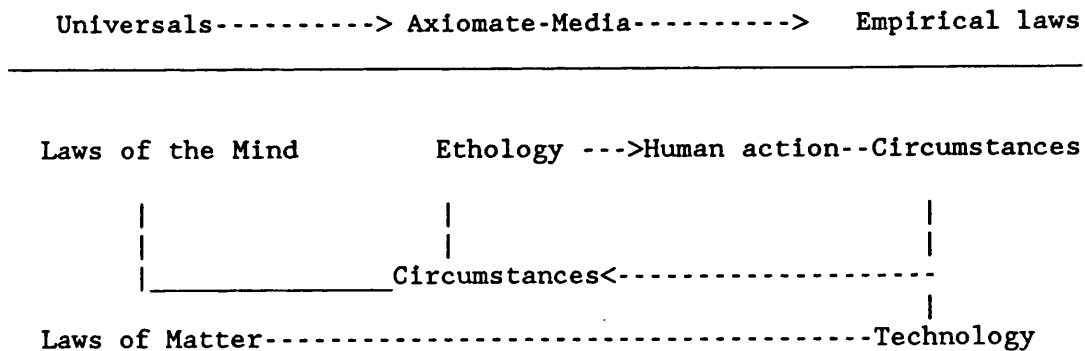 Universals----------> Axiomate-Media----------> Empirical laws
Laws of the Mind Ethology --->Human action--Circumstances
Circumstances<--------------------
Laws of Matter--------------------------------------Technology